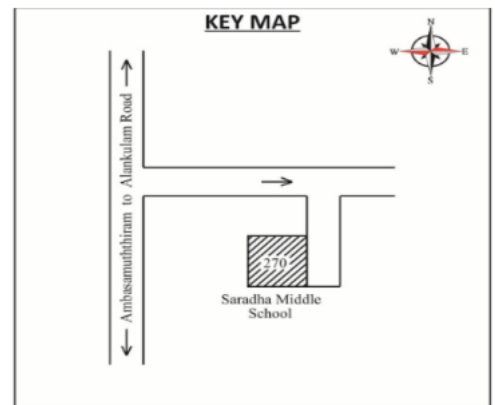 KEY MAP
N
W
E
S
Ambasamuththiram to Alankulam Road
270
Saradha Middle
School